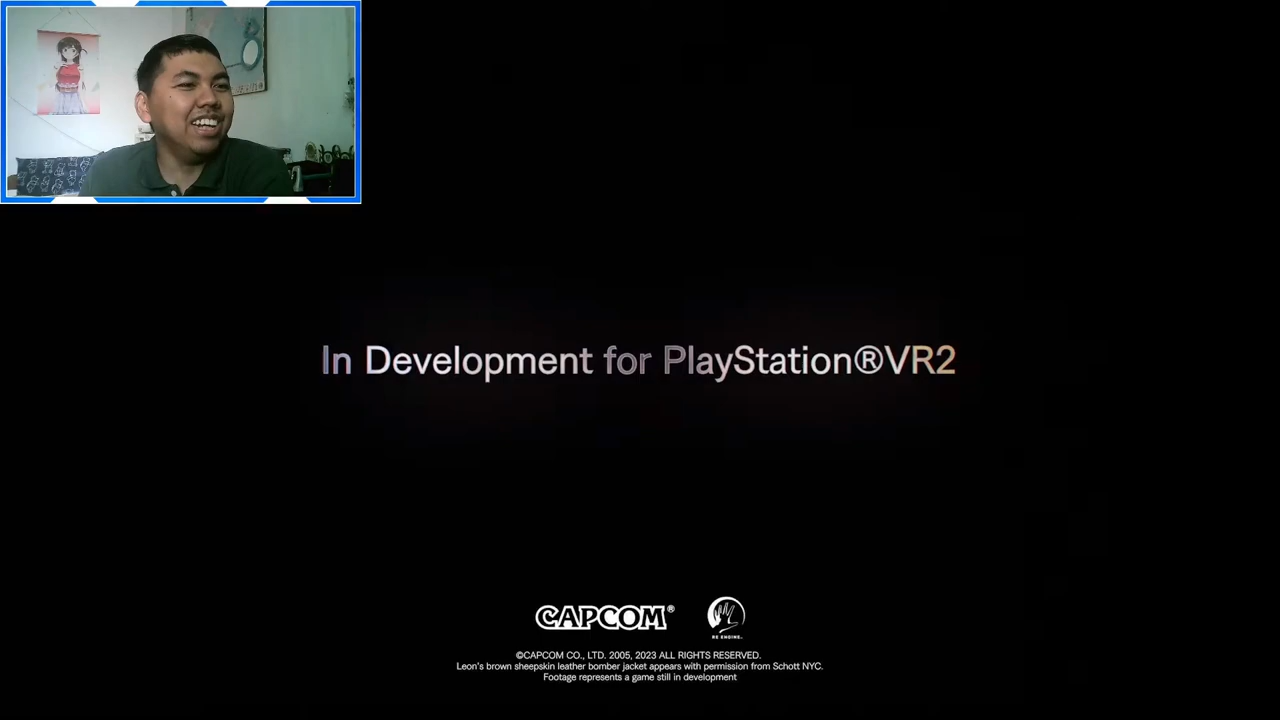 In Development for PlayStation®VR2
CAPCOM®
RE ENGINE.
©CAPCOM CO., LTD. 2005, 2023 ALL RIGHTS RESERVED.
Leon's brown sheepskin leather bomber jacket appears with permission from Schott NYC.
Footage represents a game still in development